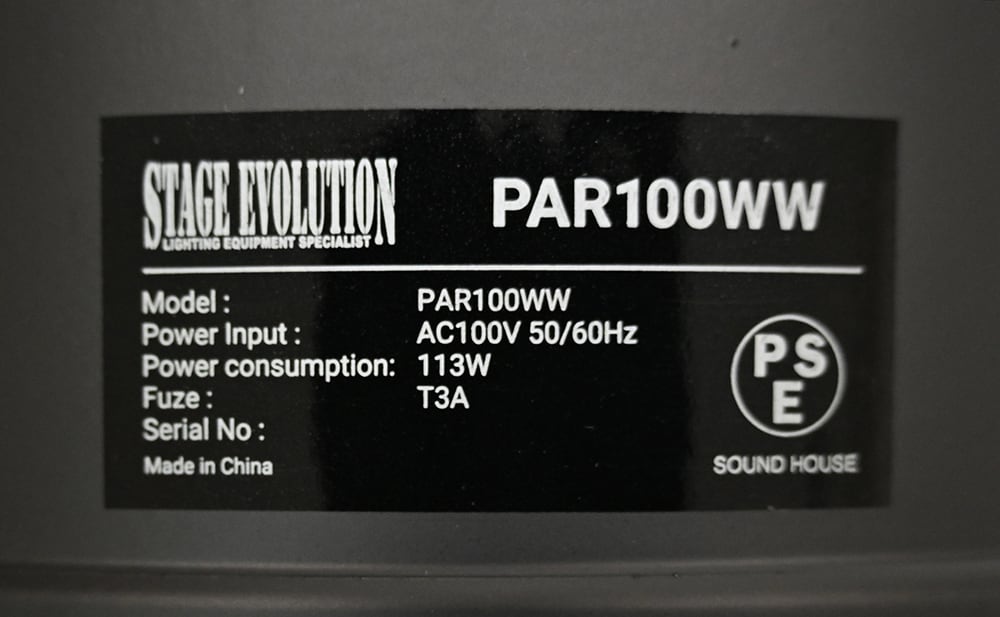 STAGE EVOLUTION
LIGHTING EQUIPMENT SPECIALIST
PAR100WW
Model : PAR100WW
Power Input : AC100V 50/60Hz
Power consumption: 113W
Fuze : T3A
Serial No :
Made in China
PS
E
SOUND HOUSE